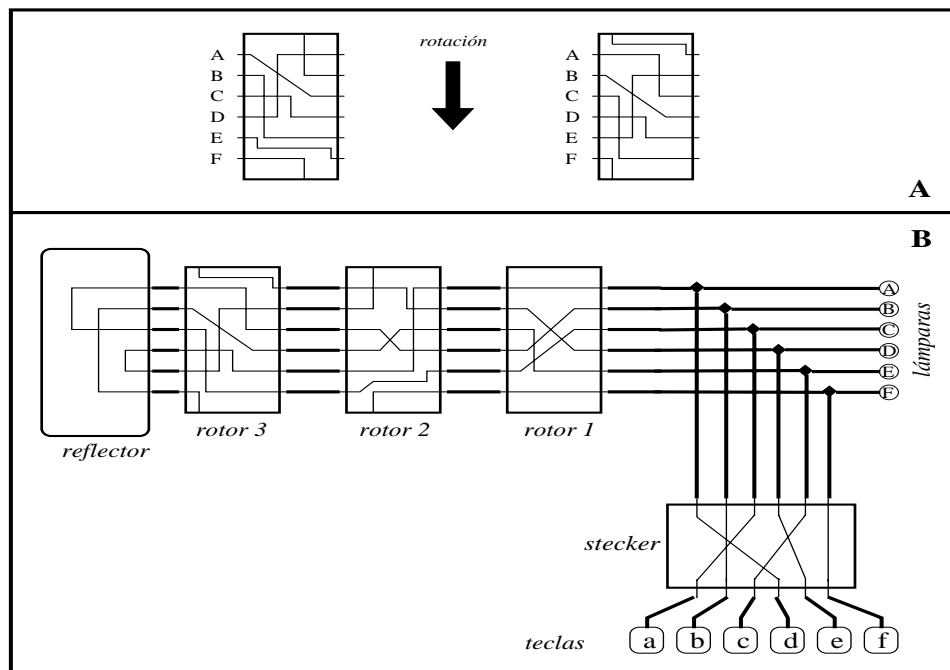 rotación
A
B
C
D
E
F
A
B
C
D
E
F
A
B
A
B
C
D
E
F
lámparas
reflector
rotor 3
rotor 2
rotor 1
stecker
teclas
a b c d e f